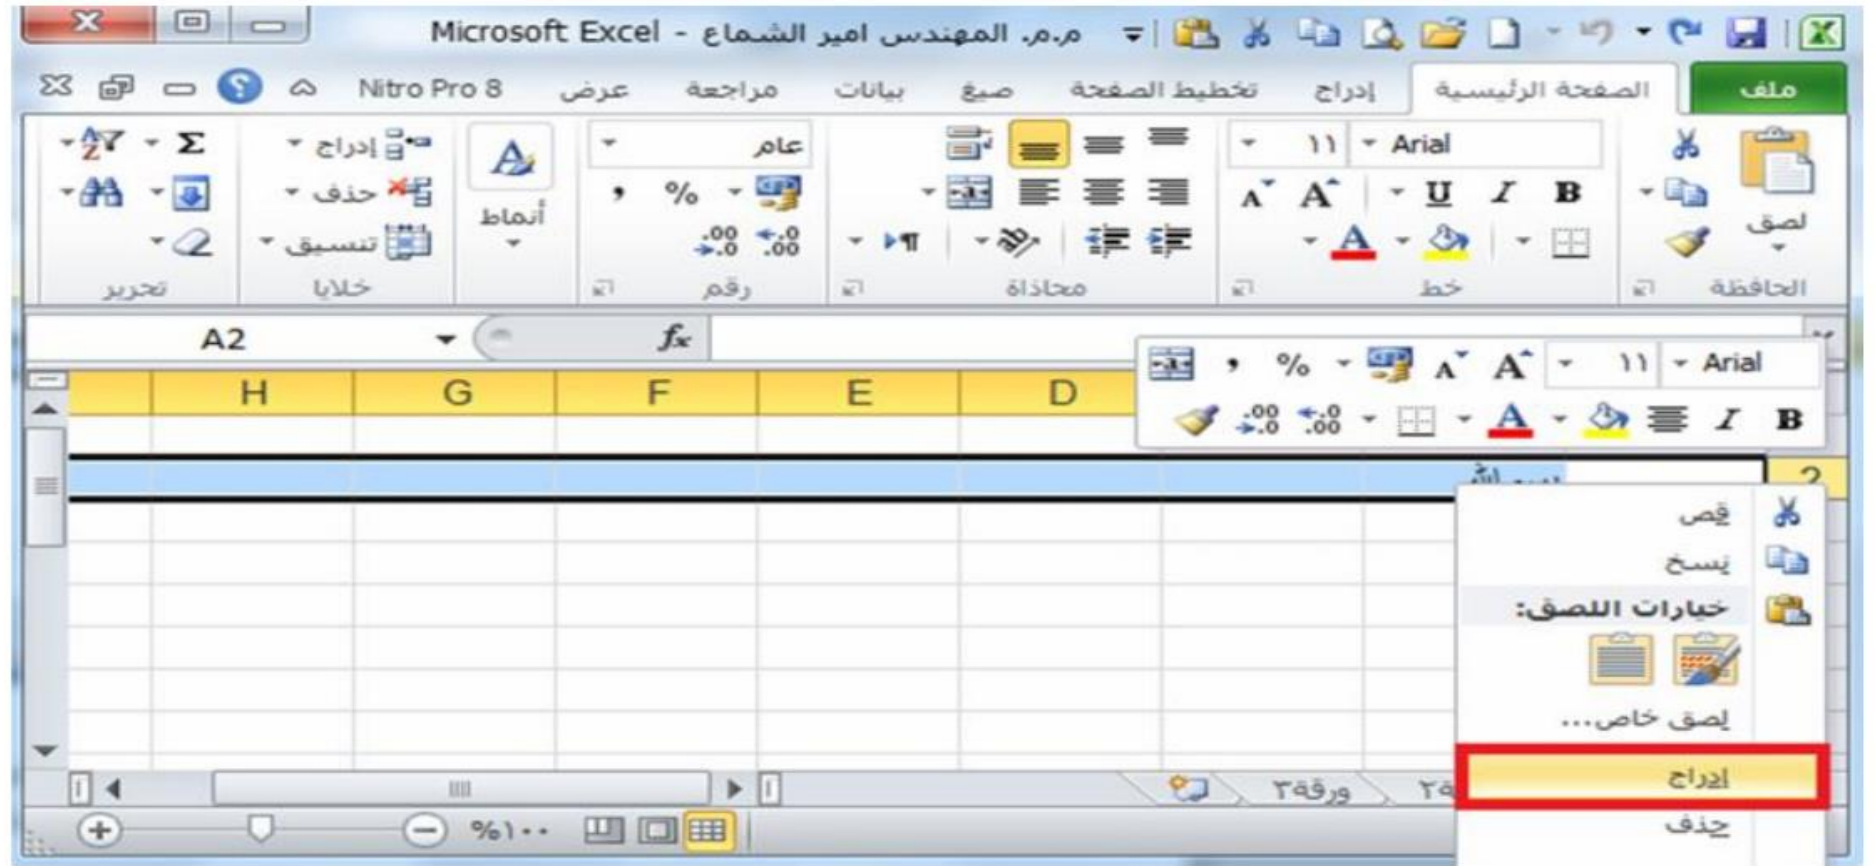 م.م. المهندس امير الشماع - Microsoft Excel
ملف الصفحة الرئيسية إدراج تخطيط الصفحة صيغ بيانات مراجعة عرض Nitro Pro 8
Arial ١١ عام إدراج Σ
B I U A A % , حذف
لصق أنماط تنسيق
الحافظة خط محاذاة رقم خلايا تحرير
A2 fx
Arial ١١ A A % ,
B I A
D E F G H
2
قص
نسخ
خيارات اللصق:
لصق خاص...
إدراج
حذف
ورقة٣
%١٠٠